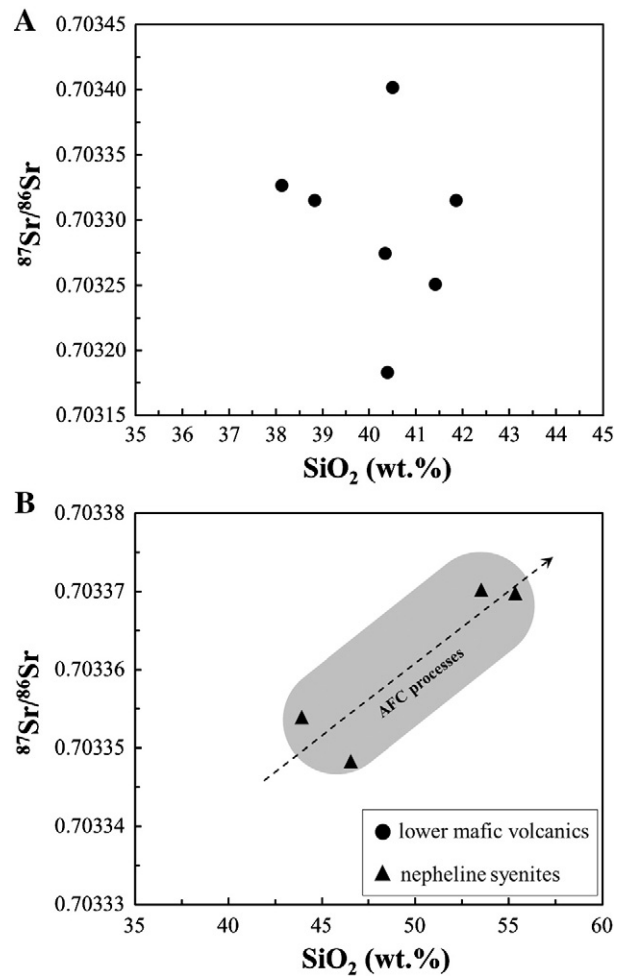 A
0.70345
0.70340
0.70335
0.70330
0.70325
0.70320
0.70315
87Sr/86Sr
35 36 37 38 39 40 41 42 43 44 45
SiO2 (wt.%)
B
0.70338
0.70337
0.70336
0.70335
0.70334
0.70333
87Sr/86Sr
AFC processes
lower mafic volcanics
nepheline syenites
35 40 45 50 55 60
SiO2 (wt.%)